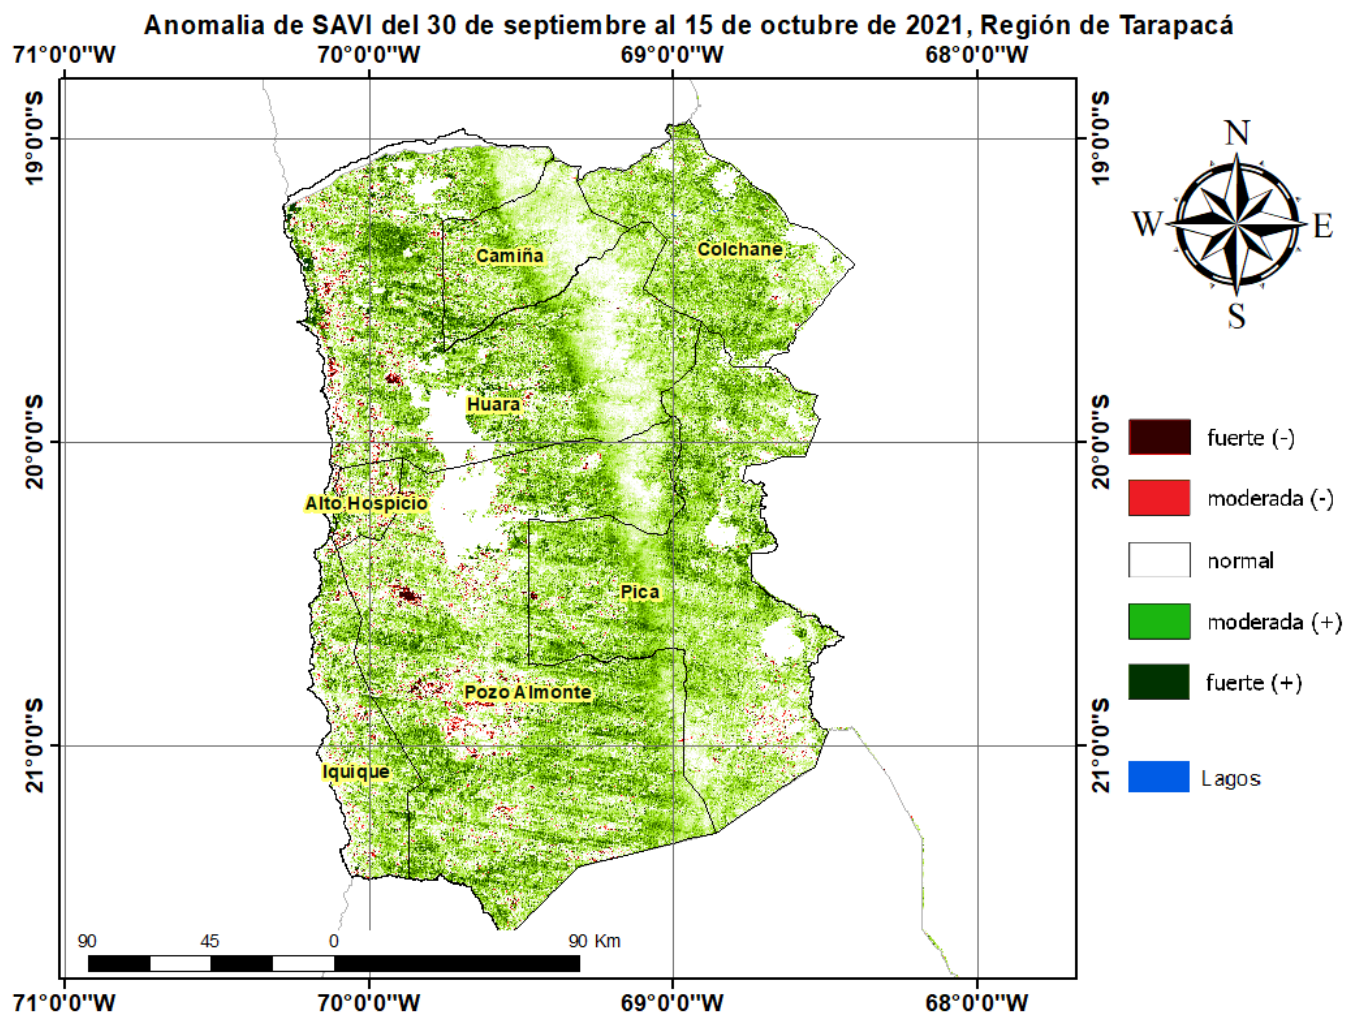 Anomalia de SAVI del 30 de septiembre al 15 de octubre de 2021, Región de Tarapacá
71°0'0"W 70°0'0"W 69°0'0"W 68°0'0"W
19°0'0"S 19°0'0"S
N
W E
S
Camiña Colchane
Huara
20°0'0"S 20°0'0"S
fuerte (-)
moderada (-)
Alto Hospicio
normal
Pica
moderada (+)
fuerte (+)
Pozo Almonte
21°0'0"S 21°0'0"S
Iquique
Lagos
90 45 0 90 Km
71°0'0"W 70°0'0"W 69°0'0"W 68°0'0"W